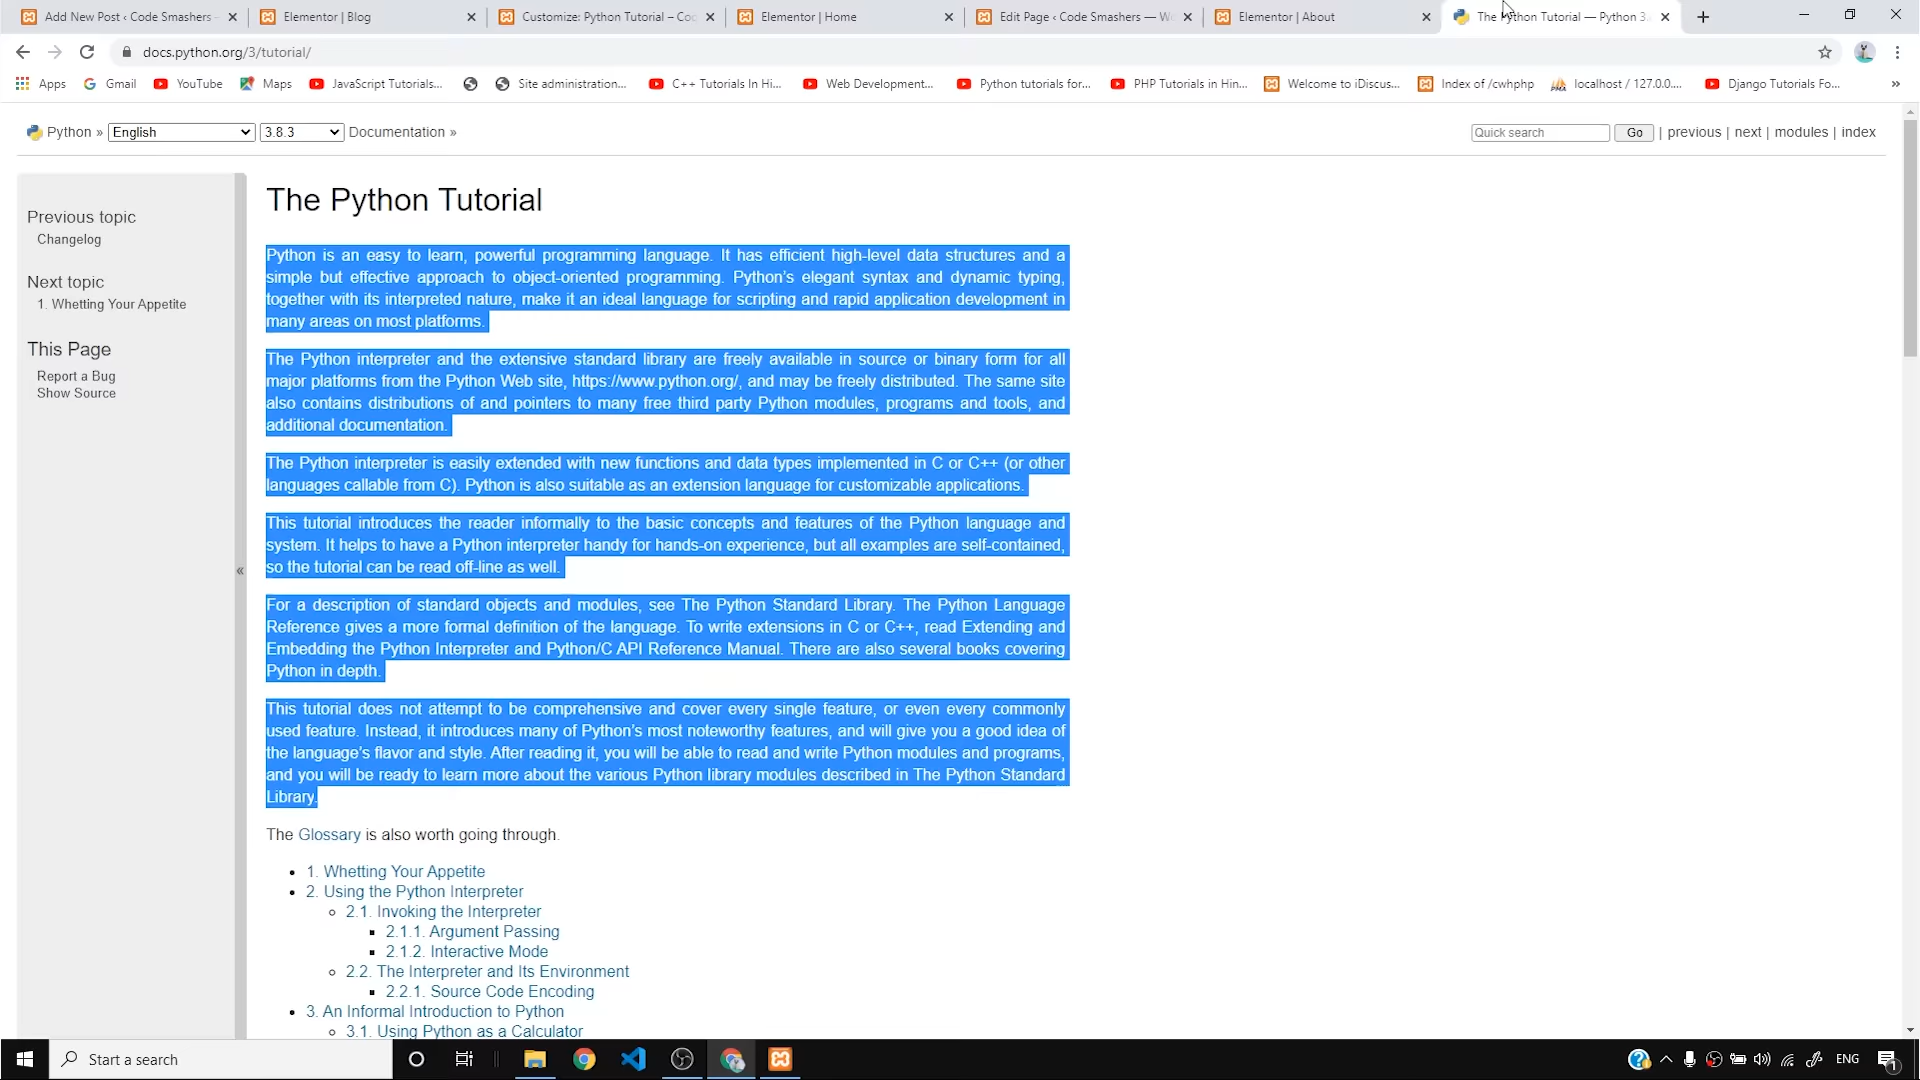 Add New Post ‹ Code Smashers
Elementor | Blog
Customize: Python Tutorial – Co
Elementor | Home
Edit Page ‹ Code Smashers — W
Elementor | About
The Python Tutorial — Python 3.
docs.python.org/3/tutorial/
Apps
Gmail
YouTube
Maps
JavaScript Tutorials...
Site administration...
C++ Tutorials In Hi...
Web Development...
Python tutorials for...
PHP Tutorials in Hin...
Welcome to iDiscus...
Index of /cwhphp
localhost / 127.0.0....
Django Tutorials Fo...
»
Python » English 3.8.3 Documentation »
Quick search Go | previous | next | modules | index
Previous topic
Changelog
Next topic
1. Whetting Your Appetite
This Page
Report a Bug
Show Source
«
The Python Tutorial
Python is an easy to learn, powerful programming language. It has efficient high-level data structures and a
simple but effective approach to object-oriented programming. Python’s elegant syntax and dynamic typing,
together with its interpreted nature, make it an ideal language for scripting and rapid application development in
many areas on most platforms.
The Python interpreter and the extensive standard library are freely available in source or binary form for all
major platforms from the Python Web site, https://www.python.org/, and may be freely distributed. The same site
also contains distributions of and pointers to many free third party Python modules, programs and tools, and
additional documentation.
The Python interpreter is easily extended with new functions and data types implemented in C or C++ (or other
languages callable from C). Python is also suitable as an extension language for customizable applications.
This tutorial introduces the reader informally to the basic concepts and features of the Python language and
system. It helps to have a Python interpreter handy for hands-on experience, but all examples are self-contained,
so the tutorial can be read off-line as well.
For a description of standard objects and modules, see The Python Standard Library. The Python Language
Reference gives a more formal definition of the language. To write extensions in C or C++, read Extending and
Embedding the Python Interpreter and Python/C API Reference Manual. There are also several books covering
Python in depth.
This tutorial does not attempt to be comprehensive and cover every single feature, or even every commonly
used feature. Instead, it introduces many of Python’s most noteworthy features, and will give you a good idea of
the language’s flavor and style. After reading it, you will be able to read and write Python modules and programs,
and you will be ready to learn more about the various Python library modules described in The Python Standard
Library.
The Glossary is also worth going through.
1. Whetting Your Appetite
2. Using the Python Interpreter
2.1. Invoking the Interpreter
2.1.1. Argument Passing
2.1.2. Interactive Mode
2.2. The Interpreter and Its Environment
2.2.1. Source Code Encoding
3. An Informal Introduction to Python
3.1. Using Python as a Calculator
Start a search
ENG
1